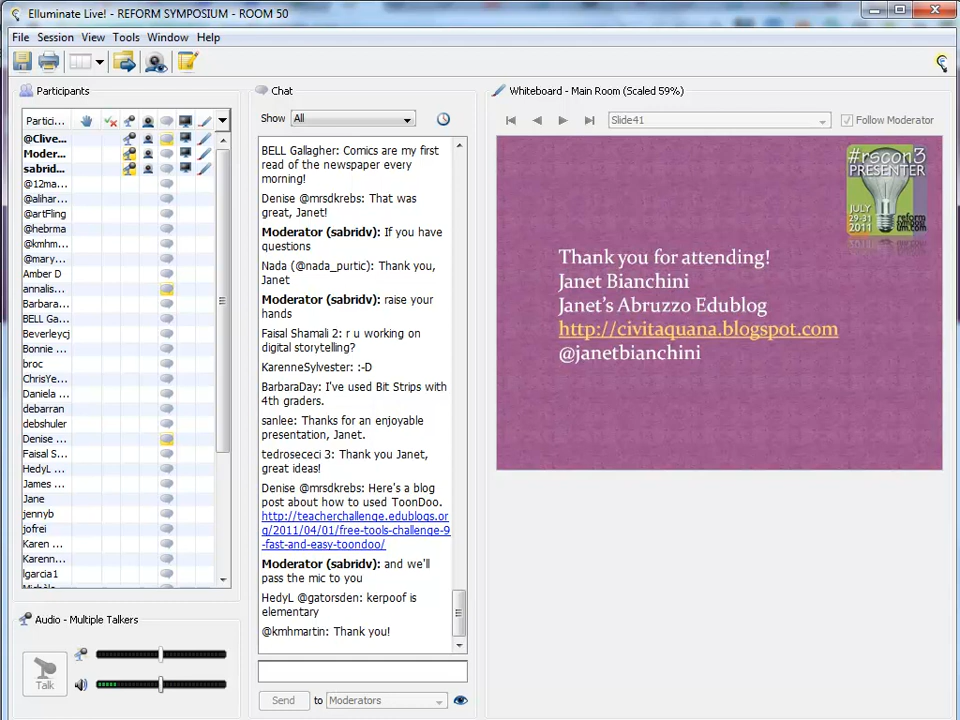 Elluminate Live! - REFORM SYMPOSIUM - ROOM 50
File Session View Tools Window Help
Participants
Partici...
@Clive...
Moder...
sabrid...
@12ma...
@alihar...
@artFling
@hebrma
@kmhm...
@mary...
Amber D
annalis...
Barbara...
BELL Ga...
Beverleycj
Bonnie ...
broc
ChrisYe...
Daniela ...
debarran
debshuler
Denise ...
Faisal S...
HedyL ...
James ...
Jane
jennyb
jofrei
Karen ...
Karenn...
lgarcia1
Audio - Multiple Talkers
Talk
Chat
Show All
BELL Gallagher: Comics are my first
read of the newspaper every
morning!
Denise @mrsdkrebs: That was
great, Janet!
Moderator (sabridv): If you have
questions
Nada (@nada_purtic): Thank you,
Janet
Moderator (sabridv): raise your
hands
Faisal Shamali 2: r u working on
digital storytelling?
KarenneSylvester: :-D
BarbaraDay: I've used Bit Strips with
4th graders.
sanlee: Thanks for an enjoyable
presentation, Janet.
tedrosececi 3: Thank you Janet,
great ideas!
Denise @mrsdkrebs: Here's a blog
post about how to used ToonDoo.
http://teacherchallenge.edublogs.or
g/2011/04/01/free-tools-challenge-9
-fast-and-easy-toondoo/
Moderator (sabridv): and we'll
pass the mic to you
HedyL @gatorsden: kerpoof is
elementary
@kmhmartin: Thank you!
Send to Moderators
Whiteboard - Main Room (Scaled 59%)
Slide41 Follow Moderator
#rscon3
PRESENTER
JULY
29-31
2011
reform
symposium
.com
Thank you for attending!
Janet Bianchini
Janet's Abruzzo Edublog
http://civitaquana.blogspot.com
@janetbianchini